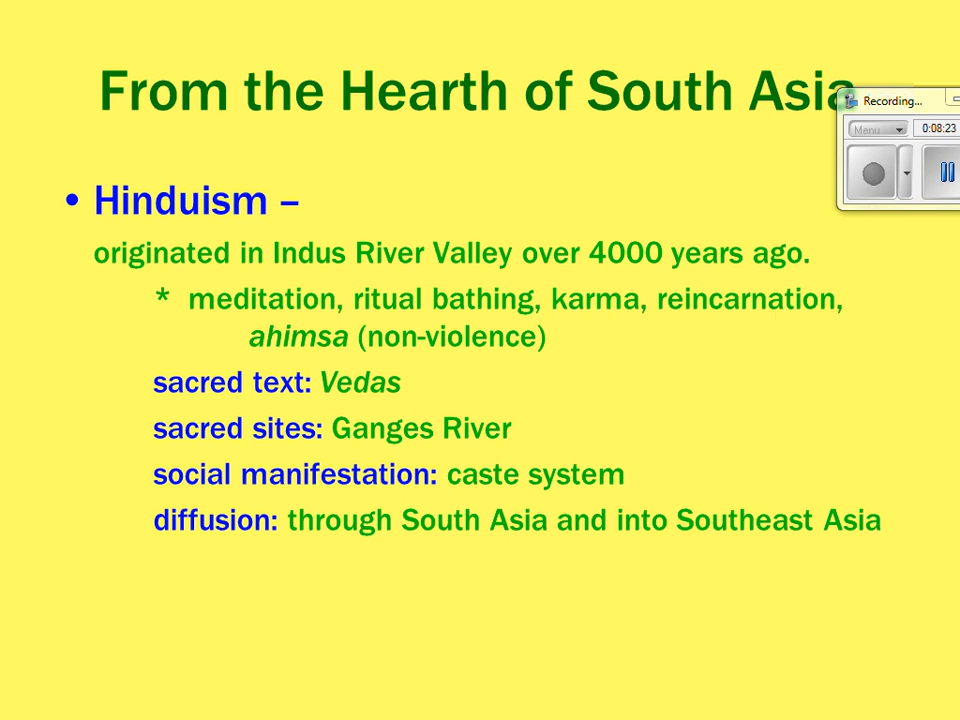 From the Hearth of South Asia
Recording...
Menu
0:08:23
• Hinduism –
originated in Indus River Valley over 4000 years ago.
* meditation, ritual bathing, karma, reincarnation,
ahimsa (non-violence)
sacred text: Vedas
sacred sites: Ganges River
social manifestation: caste system
diffusion: through South Asia and into Southeast Asia